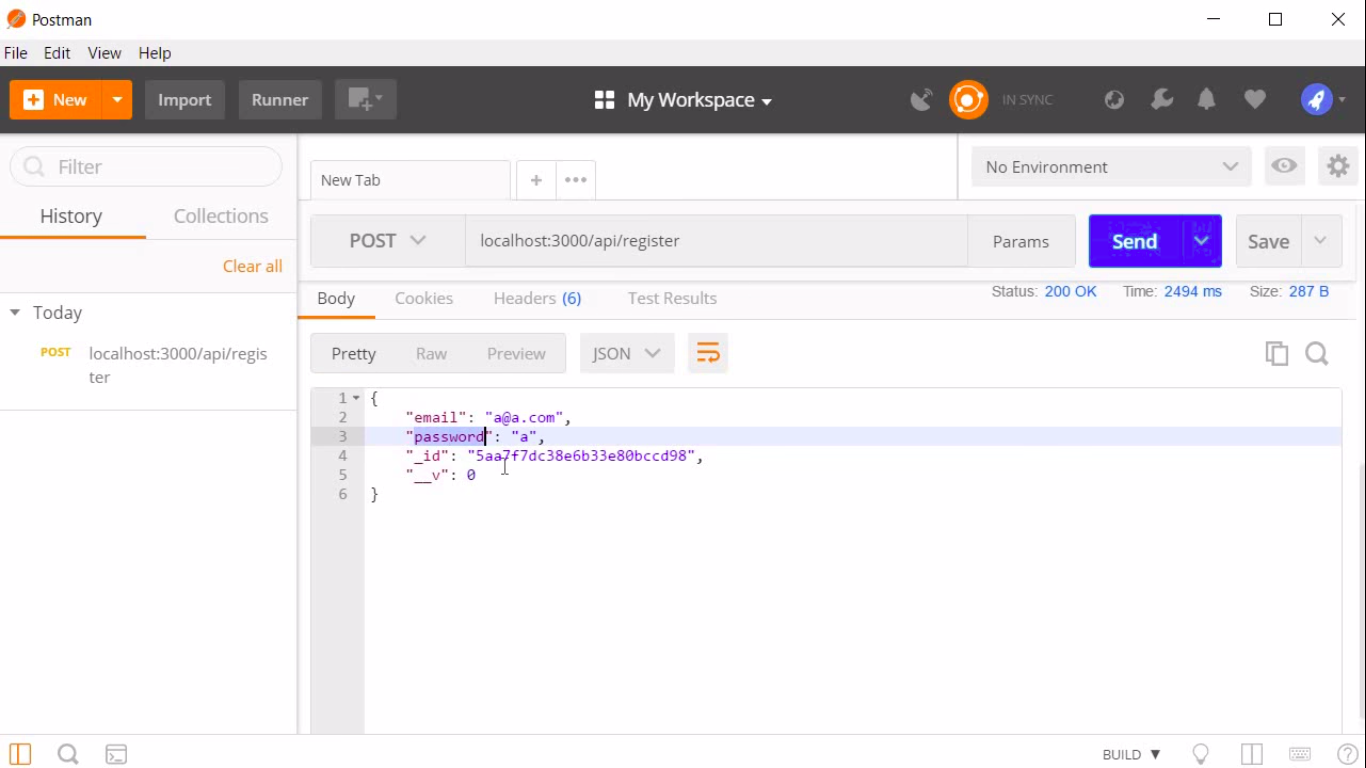 Postman
File Edit View Help
New Import Runner My Workspace IN SYNC
Filter
History Collections
Clear all
Today
POST localhost:3000/api/regis
ter
New Tab + •••
No Environment
POST localhost:3000/api/register Params Send Save
Body Cookies Headers (6) Test Results Status: 200 OK Time: 2494 ms Size: 287 B
Pretty Raw Preview JSON
1 {
2 "email": "a@a.com",
3 "password": "a",
4 "_id": "5aa7f7dc38e6b33e80bccd98",
5 "__v": 0
6 }
BUILD